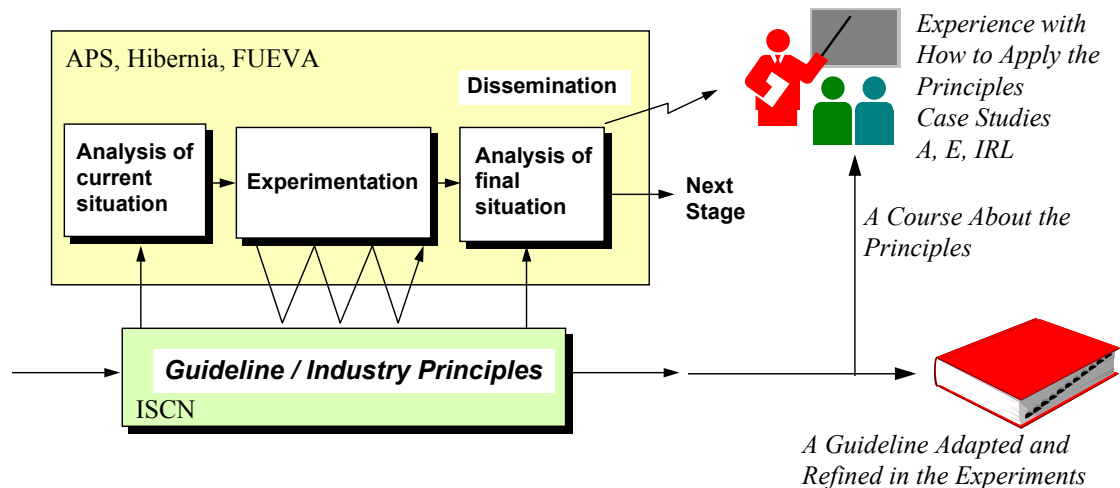 APS, Hibernia, FUEVA
Dissemination
Analysis of
current
situation
Experimentation
Analysis of
final
situation
Next
Stage
Experience with
How to Apply the
Principles
Case Studies
A, E, IRL
A Course About the
Principles
Guideline / Industry Principles
ISCN
A Guideline Adapted and
Refined in the Experiments